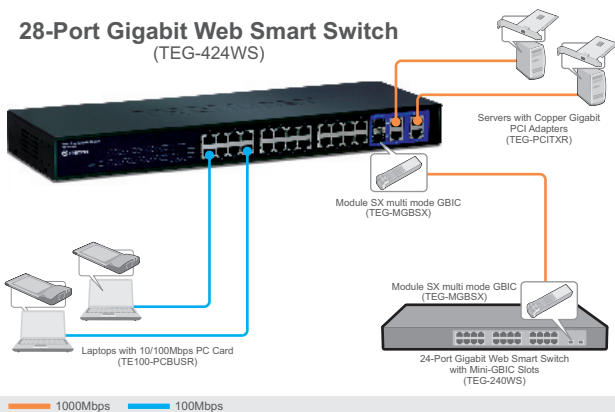 28-Port Gigabit Web Smart Switch
(TEG-424WS)
Servers with Copper Gigabit
PCI Adapters
(TEG-PCITXR)
Module SX multi mode GBIC
(TEG-MGBSX)
Module SX multi mode GBIC
(TEG-MGBSX)
Laptops with 10/100Mbps PC Card
(TE100-PCBUSR)
24-Port Gigabit Web Smart Switch
with Mini-GBIC Slots
(TEG-240WS)
1000Mbps 100Mbps